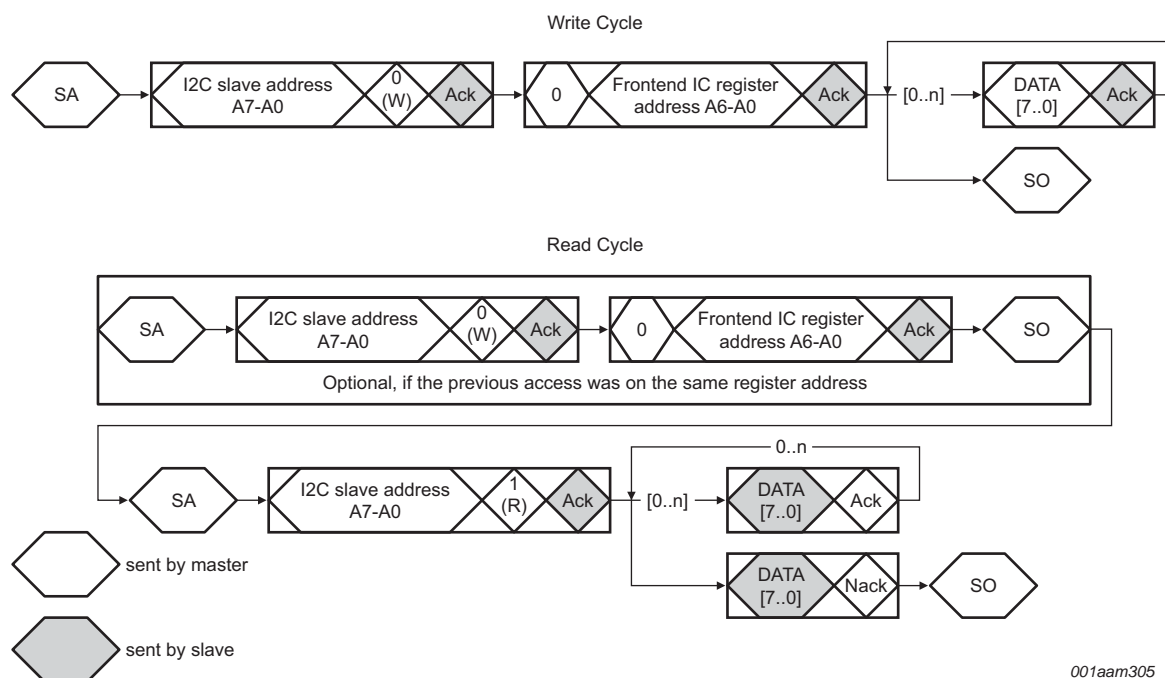 Write Cycle
SA
I2C slave address
A7-A0
0
(W)
Ack
0
Frontend IC register
address A6-A0
Ack
[0..n]
DATA
[7..0]
Ack
SO
Read Cycle
SA
I2C slave address
A7-A0
0
(W)
Ack
0
Frontend IC register
address A6-A0
Ack
SO
Optional, if the previous access was on the same register address
0..n
SA
I2C slave address
A7-A0
1
(R)
Ack
[0..n]
DATA
[7..0]
Ack
sent by master
DATA
[7..0]
Nack
SO
sent by slave
001aam305